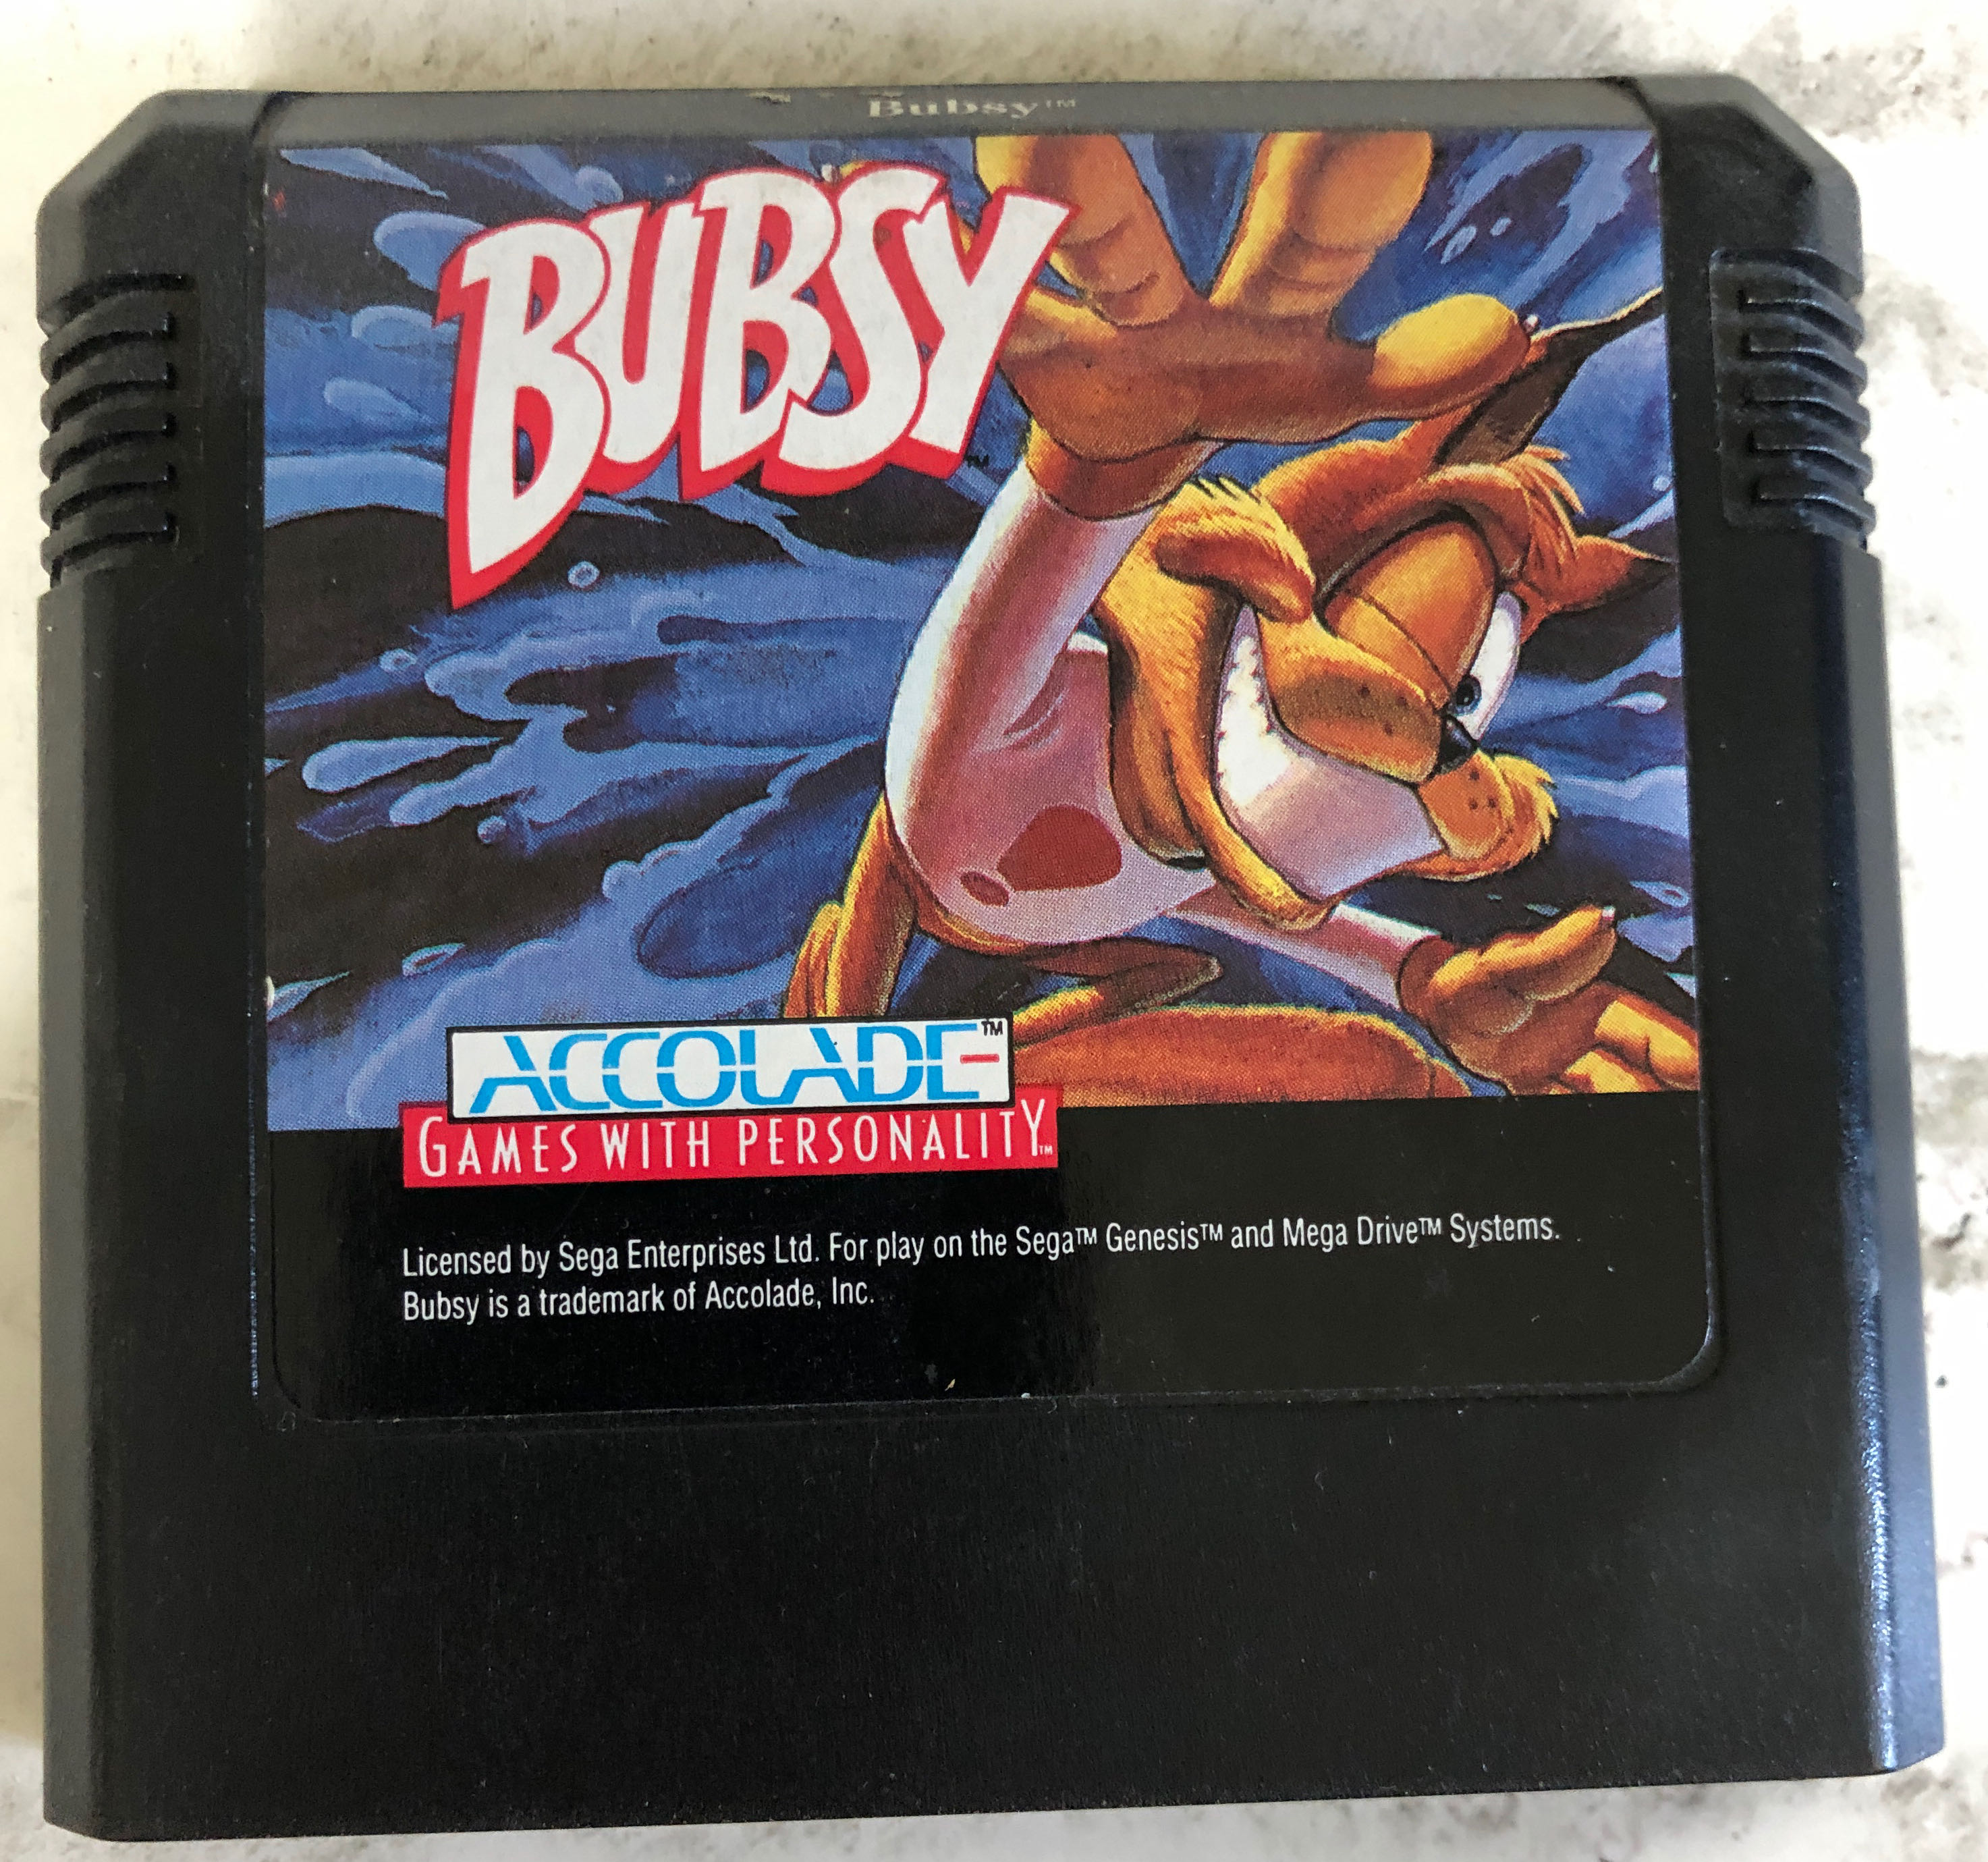 Bubsy™
BUBSY™
ACCOLADE™
GAMES WITH PERSONALITY™
Licensed by Sega Enterprises Ltd. For play on the Sega™ Genesis™ and Mega Drive™ Systems.
Bubsy is a trademark of Accolade, Inc.